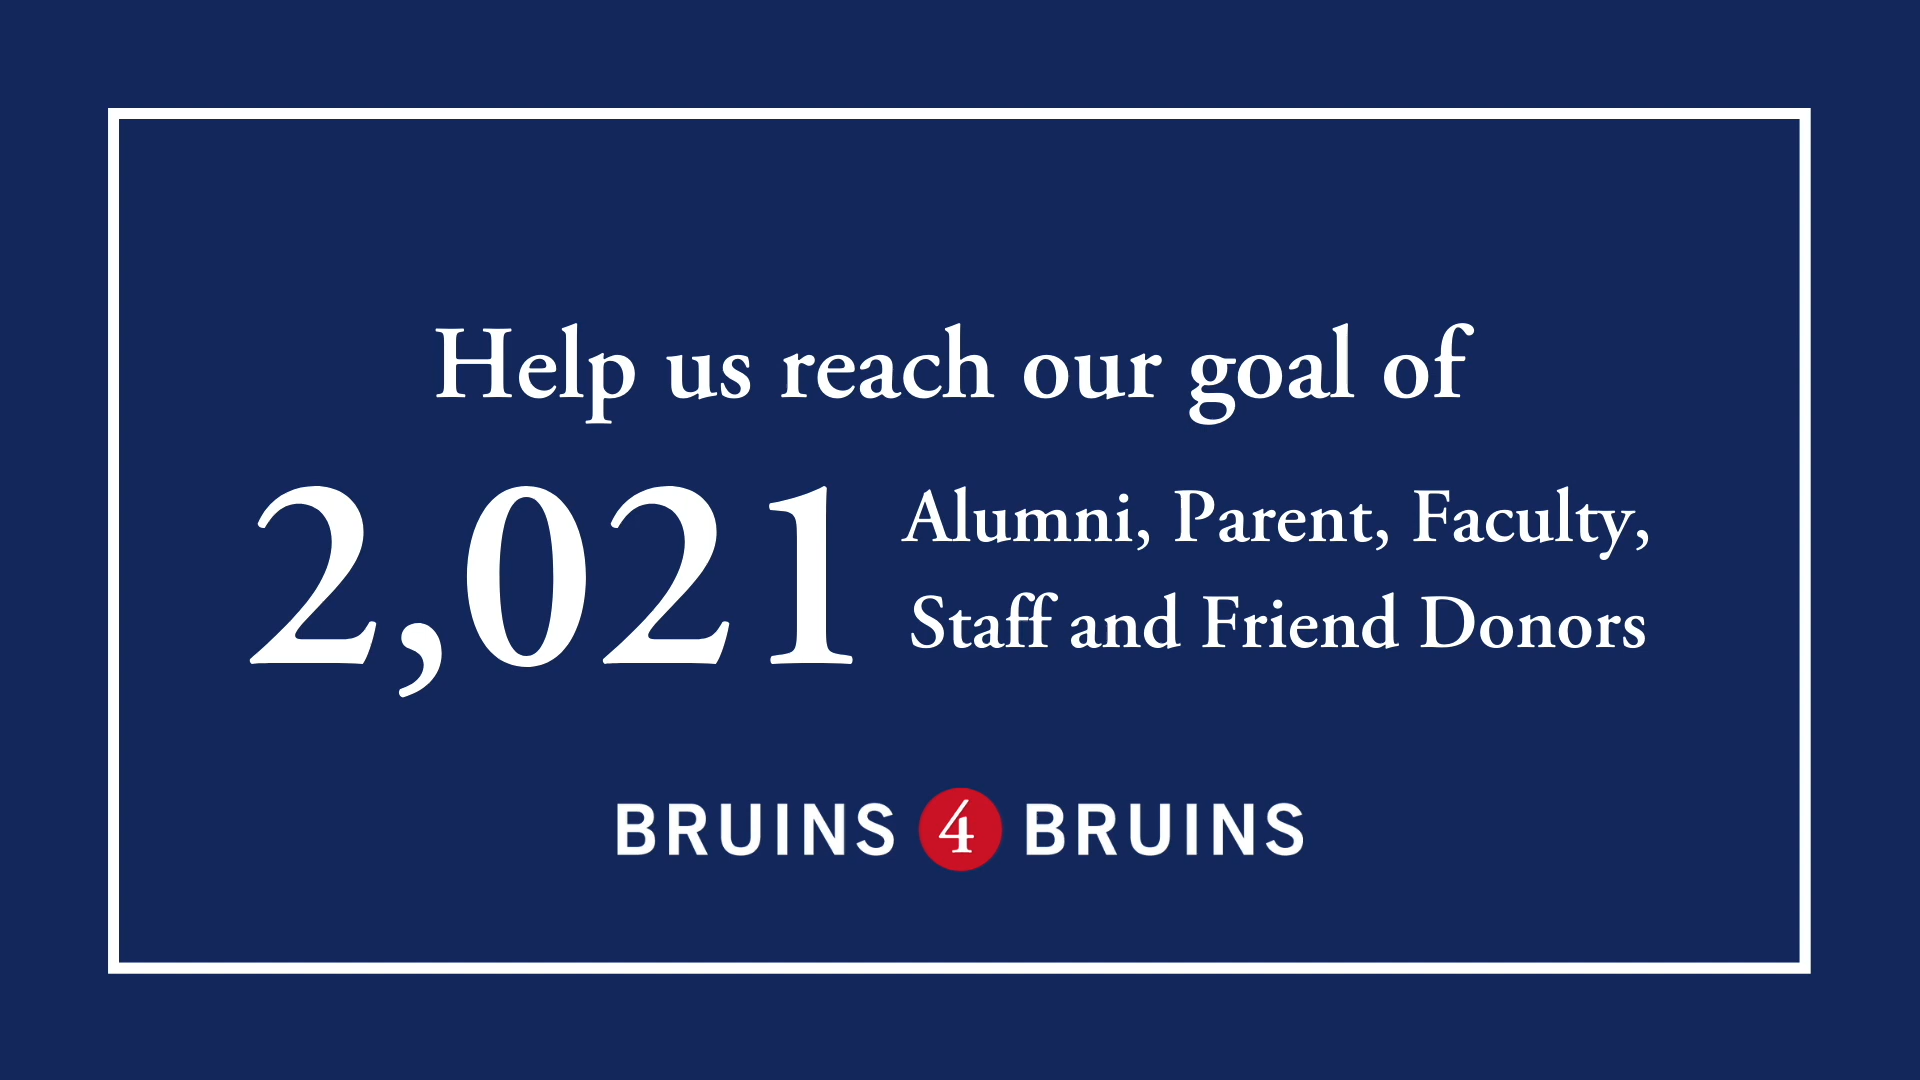 Help us reach our goal of
2,021
Alumni, Parent, Faculty,
Staff and Friend Donors
BRUINS 4 BRUINS